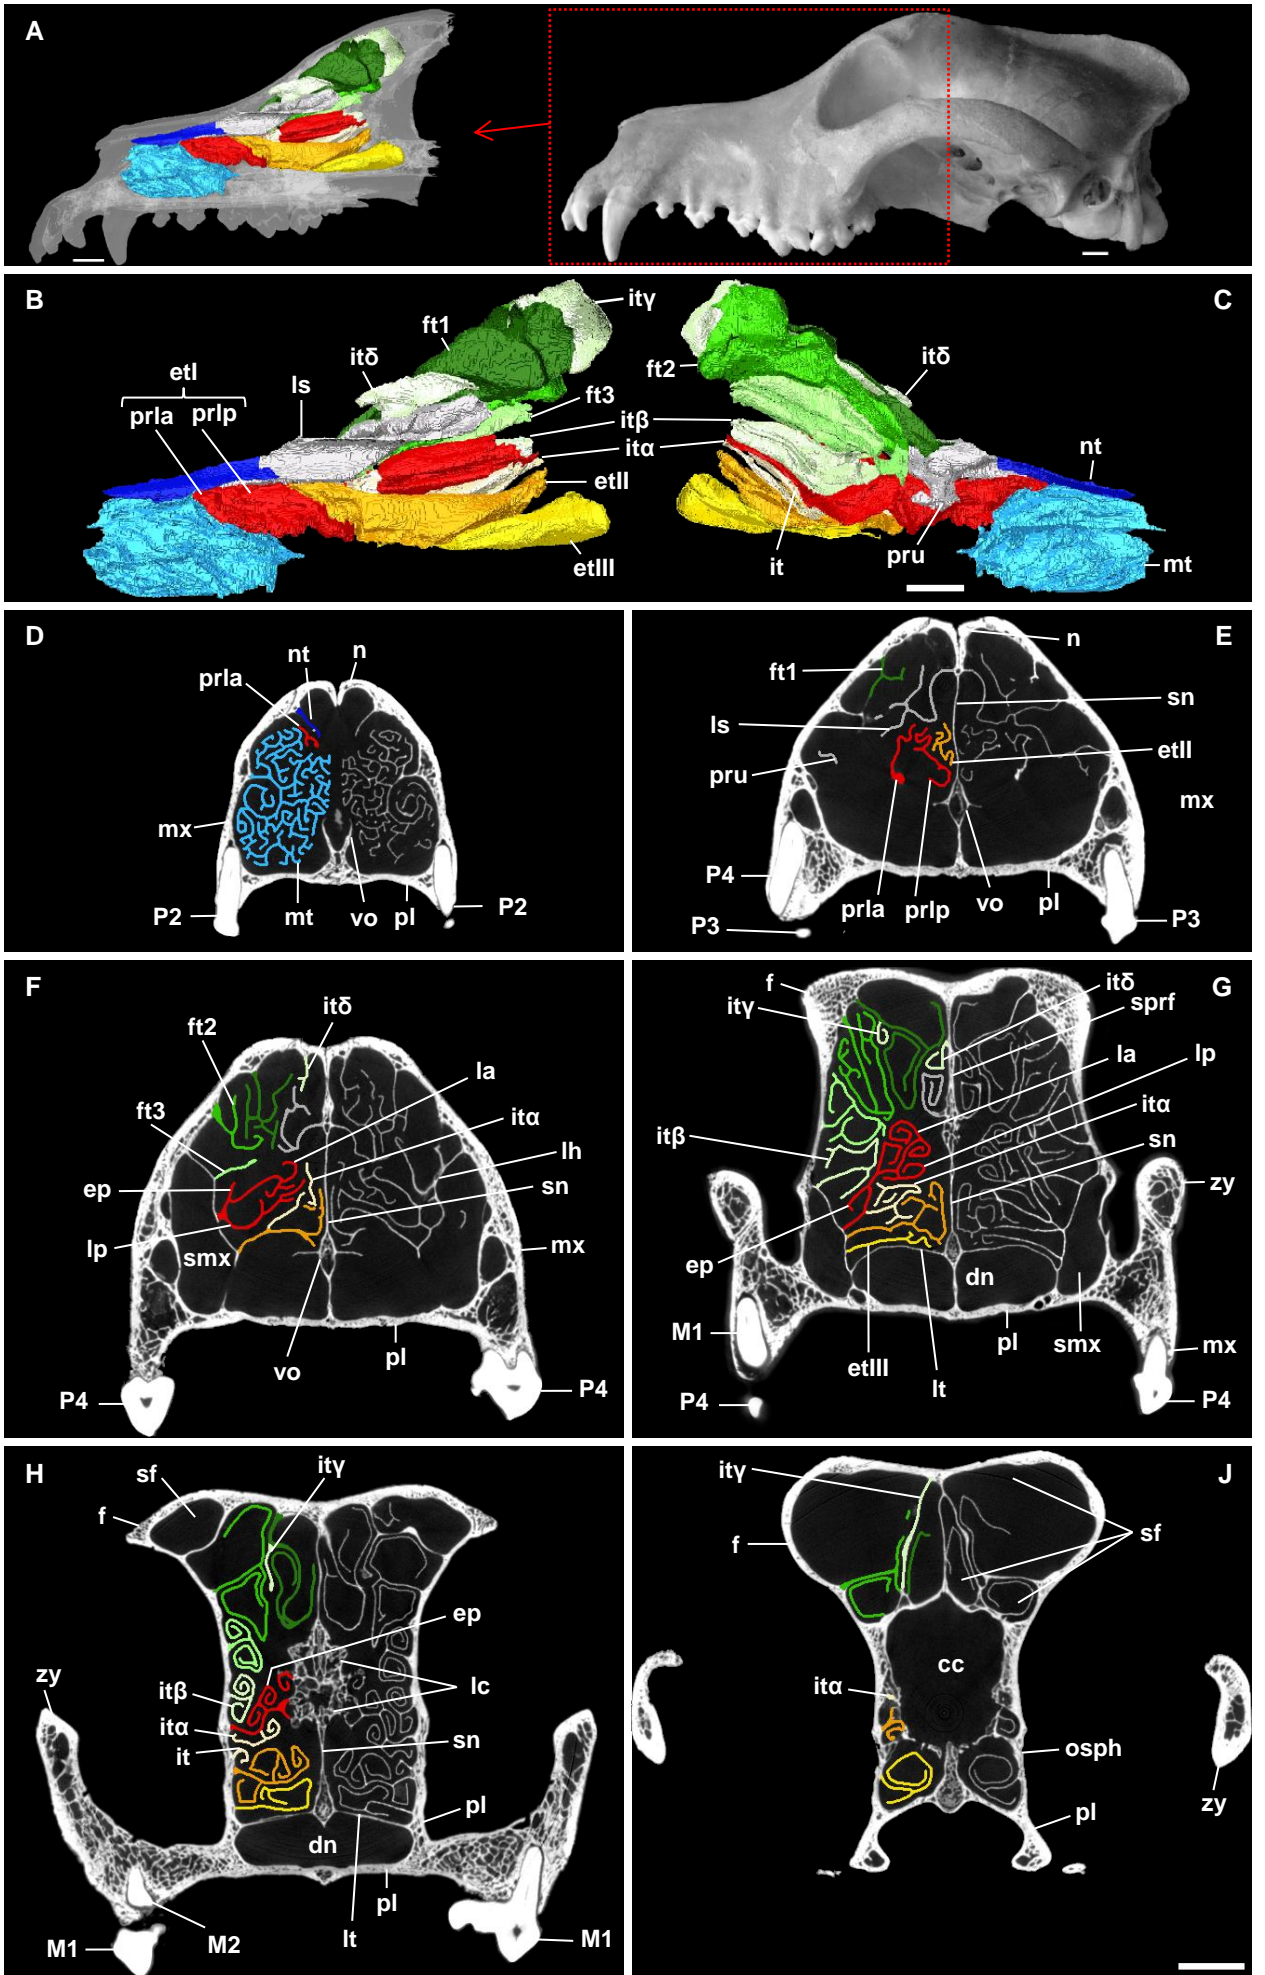 A
B
C
ityγ
ft1
itδ
etI
prla
prlp
ls
ft3
itβ
itα
etII
etIII
ft2
itδ
nt
it
pru
mt
D
nt
n
prla
mx
P2
mt
vo
pl
P2
E
n
ft1
sn
ls
etII
pru
mx
P4
prla
prlp
vo
pl
P3
P3
F
itδ
ft2
la
ft3
itα
lh
ep
sn
lp
smx
mx
vo
pl
P4
P4
G
f
itδ
ityγ
sprf
la
lp
itα
itβ
sn
zy
ep
dn
M1
etIII
lt
pl
smx
mx
P4
P4
H
sf
ityγ
f
ep
zy
lc
itβ
itα
it
sn
pl
dn
pl
lt
M1
M2
M1
J
ityγ
f
sf
cc
itα
osph
pl
zy